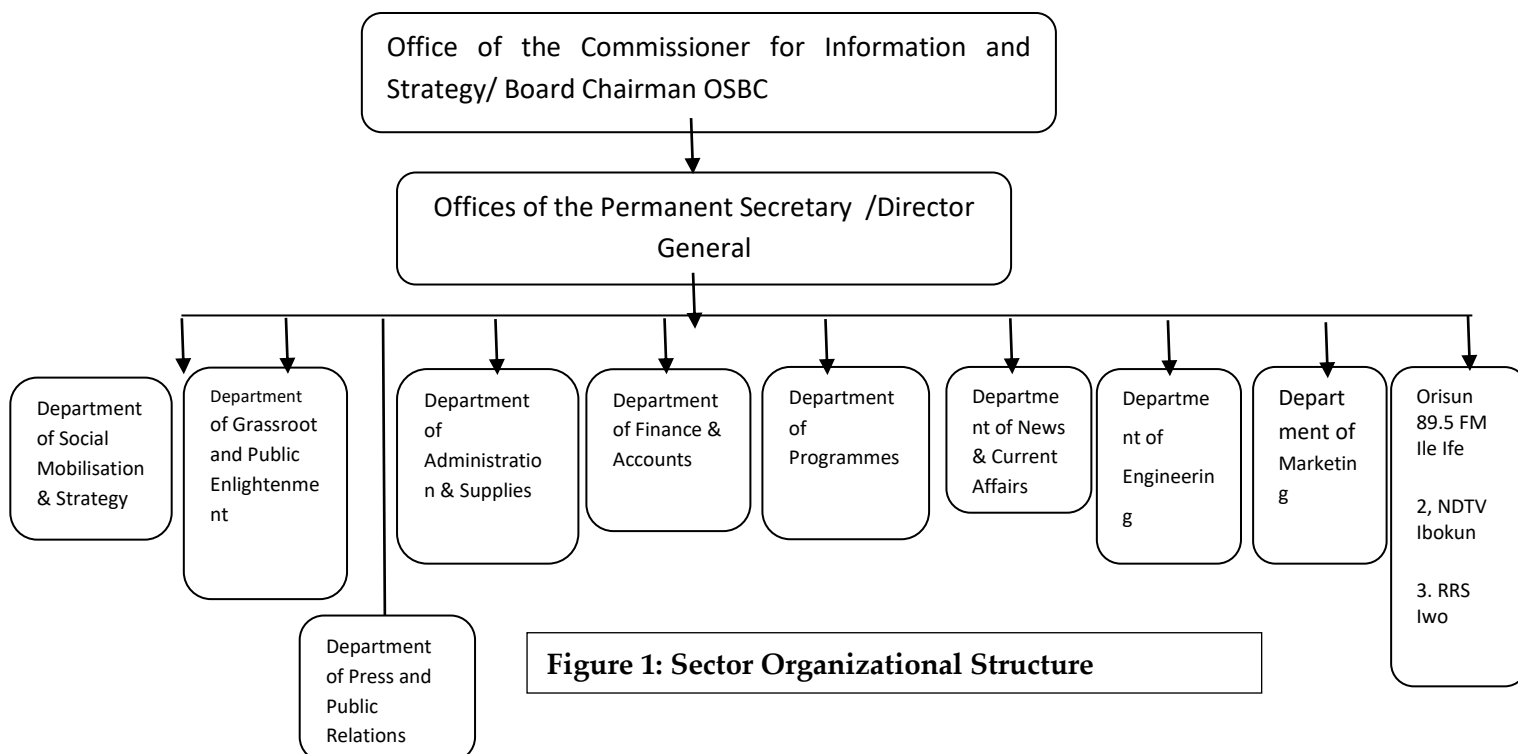 Office of the Commissioner for Information and
Strategy/ Board Chairman OSBC
Offices of the Permanent Secretary /Director
General
Department
of Social
Mobilisation
& Strategy
Department
of Grassroot
and Public
Enlightenme
nt
Department
of
Administratio
n & Supplies
Department
of Finance &
Accounts
Department
of
Programmes
Departme
nt of News
& Current
Affairs
Departme
nt of
Engineerin
g
Depart
ment of
Marketin
g
Orisun
89.5 FM
Ile Ife
2, NDTV
Ibokun
3. RRS
Iwo
Department
of Press and
Public
Relations
Figure 1: Sector Organizational Structure